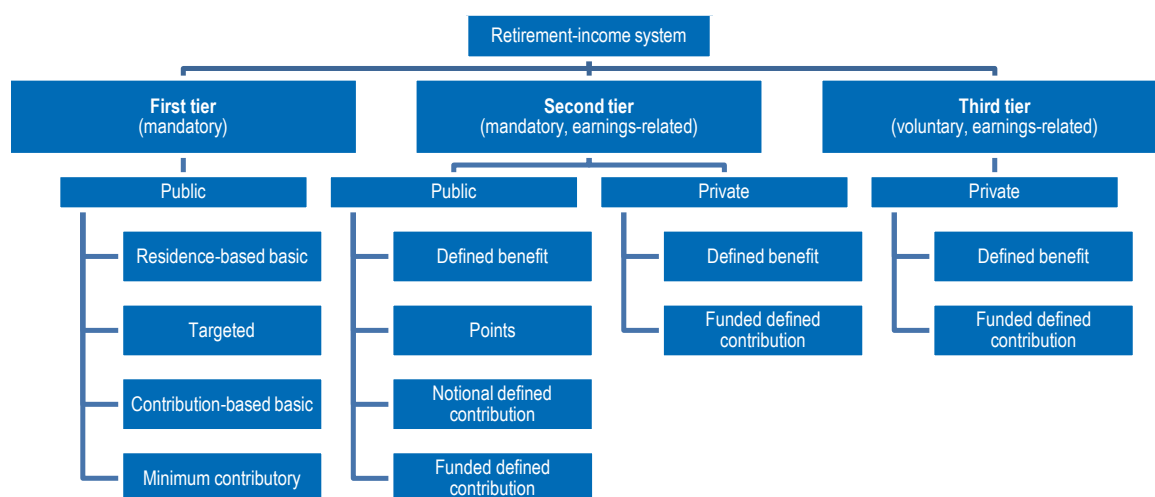 Retirement-income system
First tier
(mandatory)
Second tier
(mandatory, earnings-related)
Third tier
(voluntary, earnings-related)
Public
Public
Private
Private
Residence-based basic
Defined benefit
Defined benefit
Defined benefit
Targeted
Points
Funded defined
contribution
Funded defined
contribution
Contribution-based basic
Notional defined
contribution
Minimum contributory
Funded defined
contribution